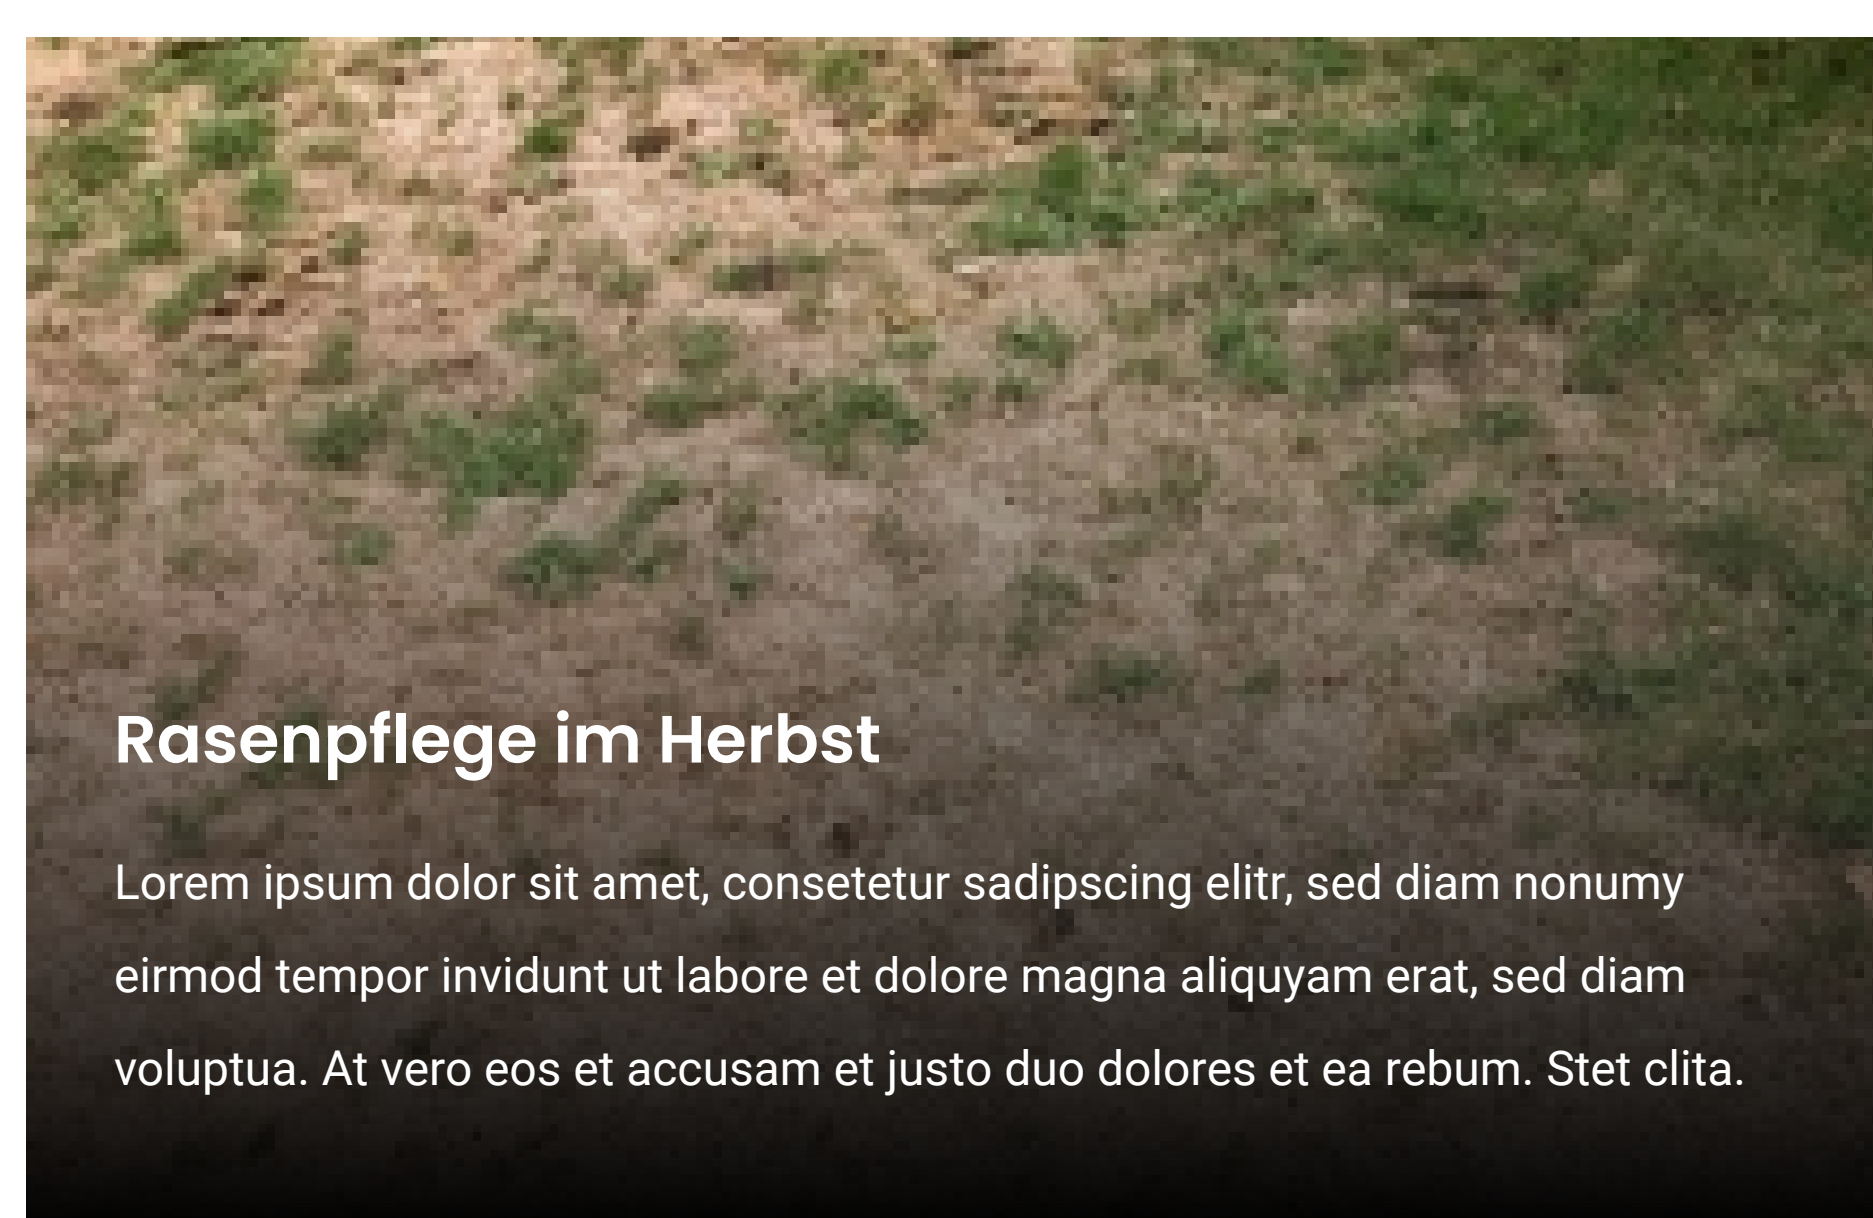 Rasenpflege im Herbst
Lorem ipsum dolor sit amet, consetetur sadipscing elitr, sed diam nonumy
eirmod tempor invidunt ut labore et dolore magna aliquyam erat, sed diam
voluptua. At vero eos et accusam et justo duo dolores et ea rebum. Stet clita.